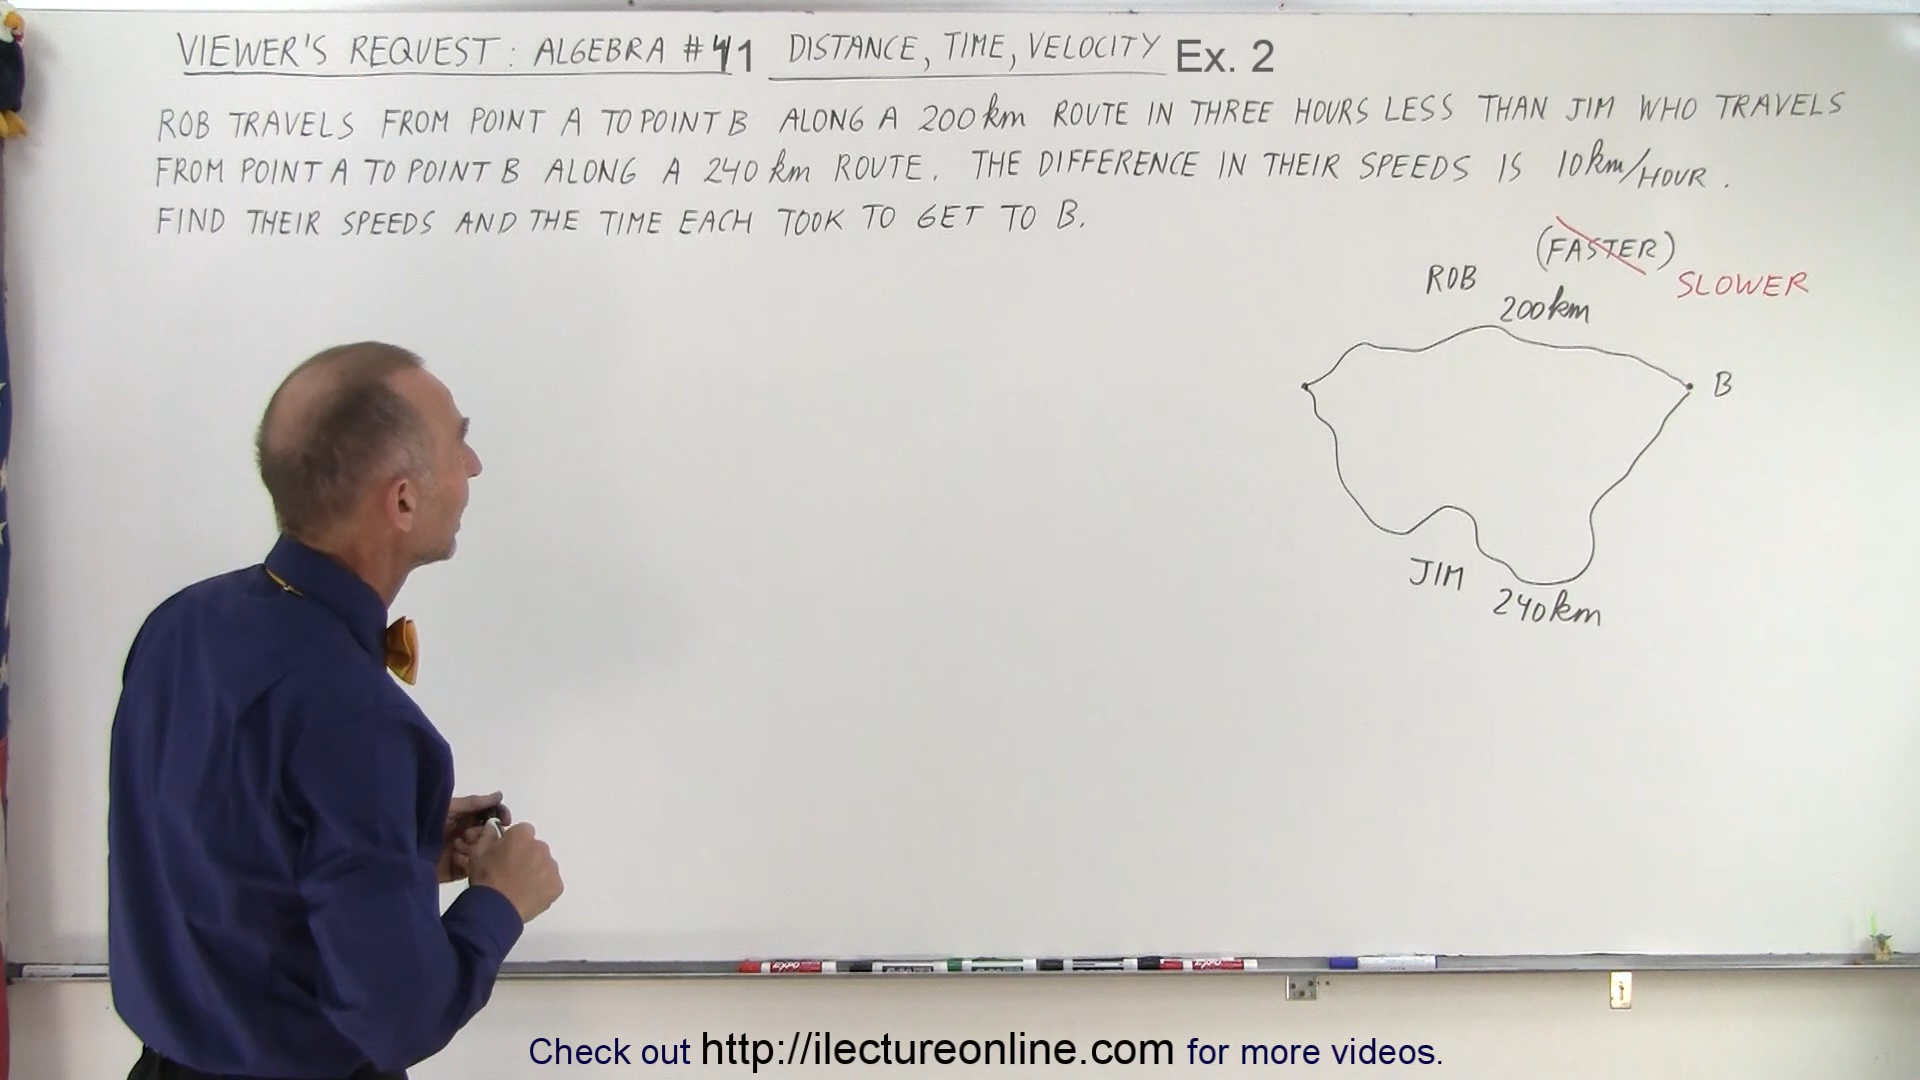 VIEWER'S REQUEST: ALGEBRA #41 DISTANCE, TIME, VELOCITY Ex. 2
ROB TRAVELS FROM POINT A TO POINT B ALONG A 200 km ROUTE IN THREE HOURS LESS THAN JIM WHO TRAVELS
FROM POINT A TO POINT B ALONG A 240 km ROUTE. THE DIFFERENCE IN THEIR SPEEDS IS 10 km/HOUR.
FIND THEIR SPEEDS AND THE TIME EACH TOOK TO GET TO B.
(FASTER)
ROB
SLOWER
200 km
B
JIM
240 km
Check out http://ilectureonline.com for more videos.